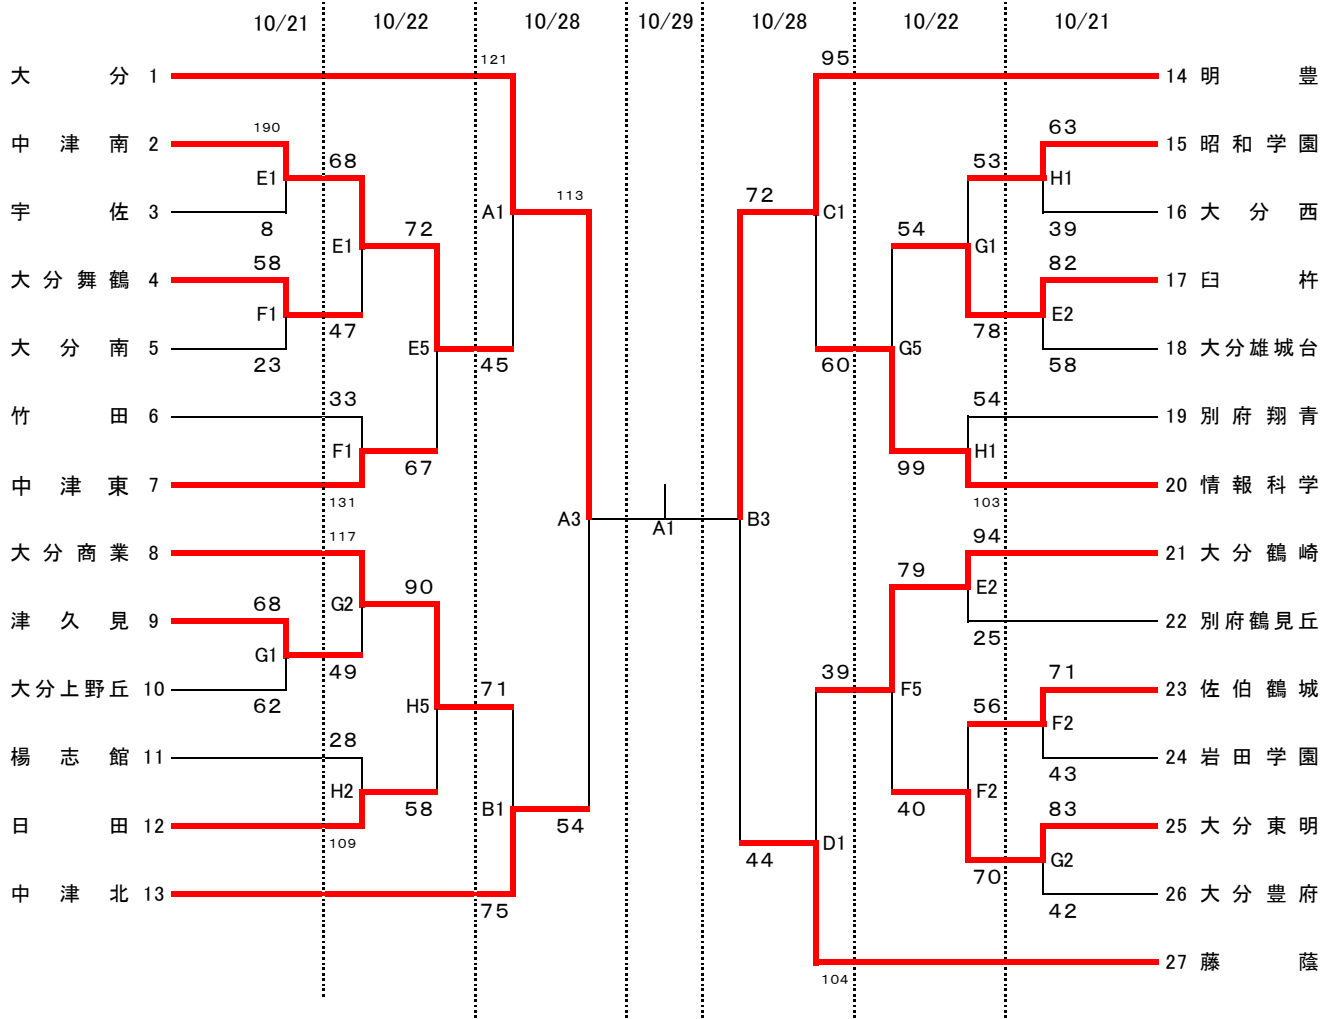 10/21 10/22 10/28 10/29 10/28 10/22 10/21
121 95
大分 1 14 明豊
190 63
中津南 2 15 昭和学園
68 53
E1 H1
113 72
宇佐 3 A1 C1 16 大分西
8 72 54 39
E1 G1
58 82
大分舞鶴 4 17 臼杵
F1 E2
47 78
大分南 5 E5 G5 18 大分雄城台
23 45 60 58
33 54
竹田 6 19 別府翔青
F1 H1
67 99
中津東 7 20 情報科学
131 103
A3 A1 B3
117 94
大分商業 8 21 大分鶴崎
90 79
G2 E2
68
津久見 9 22 別府鶴見丘
25
G1
49 39 71
大分上野丘 10 71 F5 23 佐伯鶴城
62 H5 56
F2
28
楊志館 11 24 岩田学園
43
H2 F2
58 B1 40 83
日田 12 54 25 大分東明
109 44 D1
G2
70
中津北 13 26 大分豊府
75 42
27 藤蔭
104